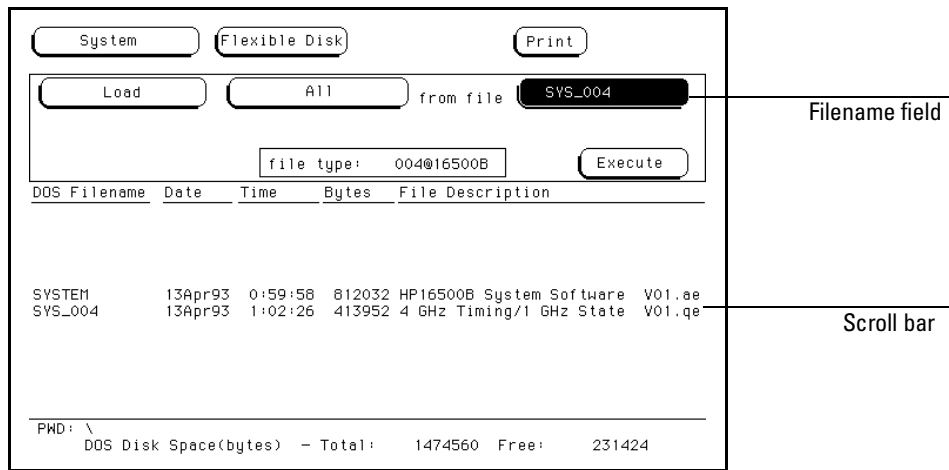 System Flexible Disk Print
Load All from file SYS_004
Filename field
file type: 004@16500B Execute
DOS Filename Date Time Bytes File Description
SYSTEM 13Apr93 0:59:58 812032 HP16500B System Software V01.ae
SYS_004 13Apr93 1:02:26 413952 4 GHz Timing/1 GHz State V01.qe
Scroll bar
PWD: \
DOS Disk Space(bytes) - Total: 1474560 Free: 231424